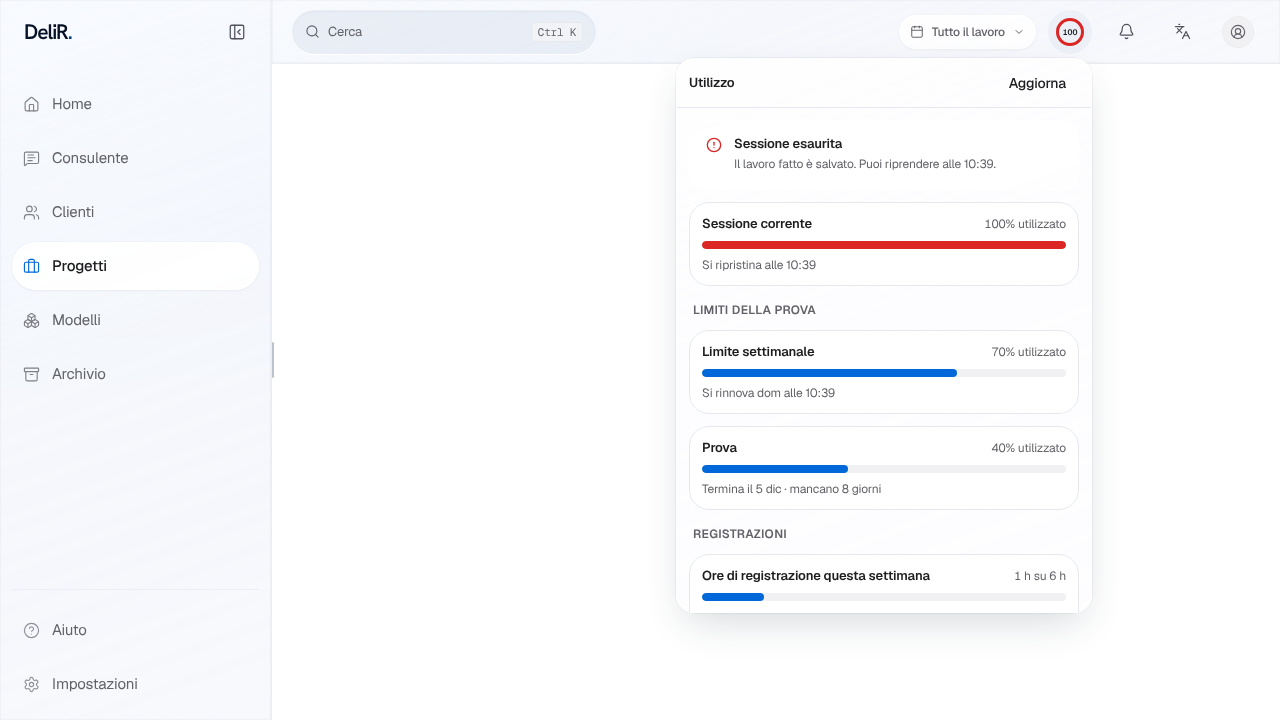 DeliR.
Cerca
Ctrl K
Tutto il lavoro
100
Home
Consulente
Clienti
Progetti
Modelli
Archivio
Aiuto
Impostazioni
Utilizzo
Aggiorna
Sessione esaurita
Il lavoro fatto è salvato. Puoi riprendere alle 10:39.
Sessione corrente
100% utilizzato
Si ripristina alle 10:39
LIMITI DELLA PROVA
Limite settimanale
70% utilizzato
Si rinnova dom alle 10:39
Prova
40% utilizzato
Termina il 5 dic · mancano 8 giorni
REGISTRAZIONI
Ore di registrazione questa settimana
1 h su 6 h